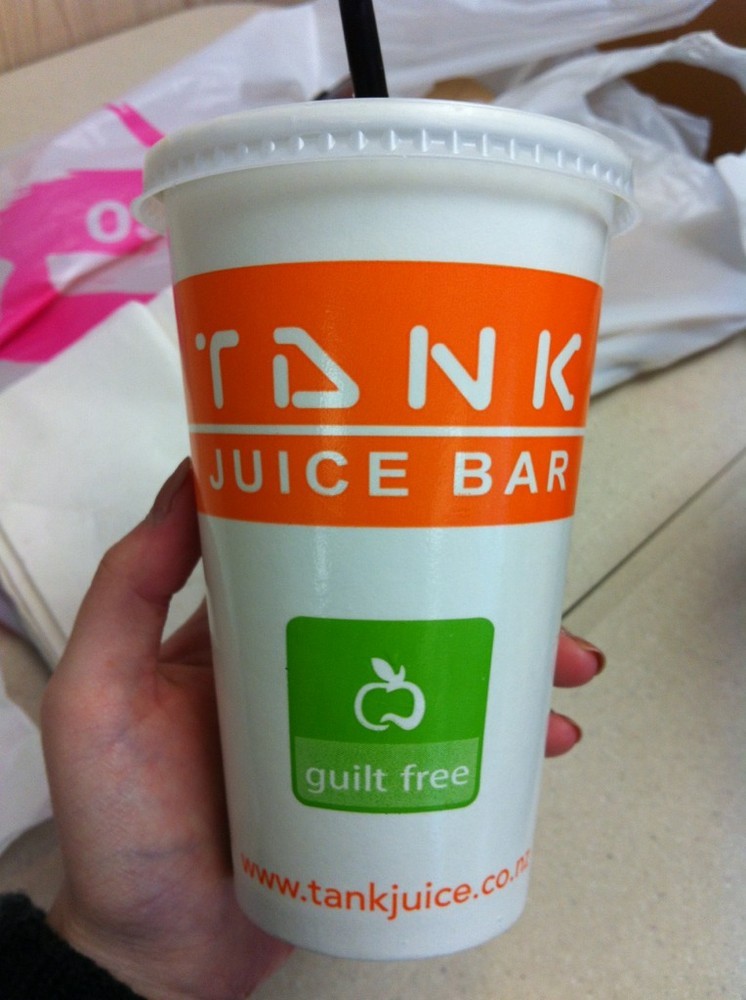 TANK
JUICE BAR
guilt free
www.tankjuice.co.nz